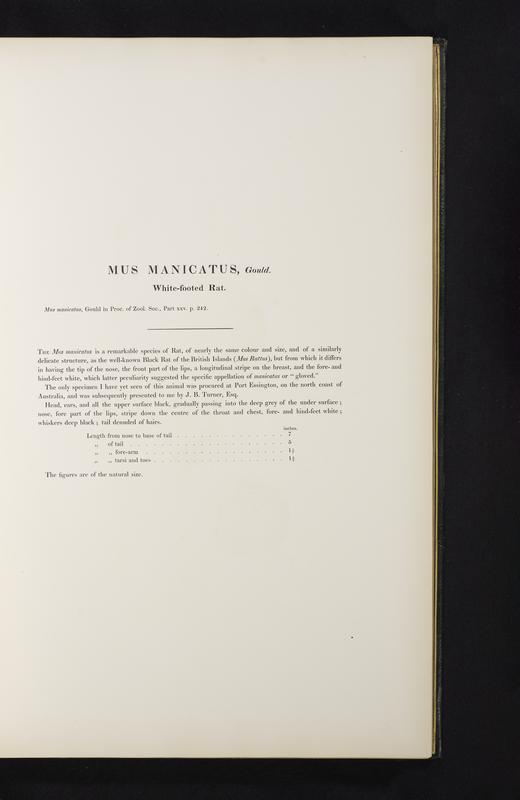 MUS MANICATUS, Gould.
White-footed Rat.
Mus manicatus, Gould in Proc. of Zool. Soc., Part xxv. p. 242.
The Mus manicatus is a remarkable species of Rat, of nearly the same colour and size, and of a similarly
delicate structure, as the well-known Black Rat of the British Islands (Mus Rattus), but from which it differs
in having the tip of the nose, the front part of the lips, a longitudinal stripe on the breast, and the fore- and
hind-feet white, which latter peculiarity suggested the specific appellation of manicatus or “gloved.”
The only specimen I have yet seen of this animal was procured at Port Essington, on the north coast of
Australia, and was subsequently presented to me by J. B. Turner, Esq.
Head, ears, and all the upper surface black, gradually passing into the deep grey of the under surface;
nose, fore part of the lips, stripe down the centre of the throat and chest, fore- and hind-feet white;
whiskers deep black; tail denuded of hairs.
inches.
Length from nose to base of tail . . . . . . . . . . . . . . 7
„ of tail . . . . . . . . . . . . . . . . . . 5
„ „ fore-arm . . . . . . . . . . . . . . . . 1½
„ „ tarsi and toes . . . . . . . . . . . . . . . 1½
The figures are of the natural size.